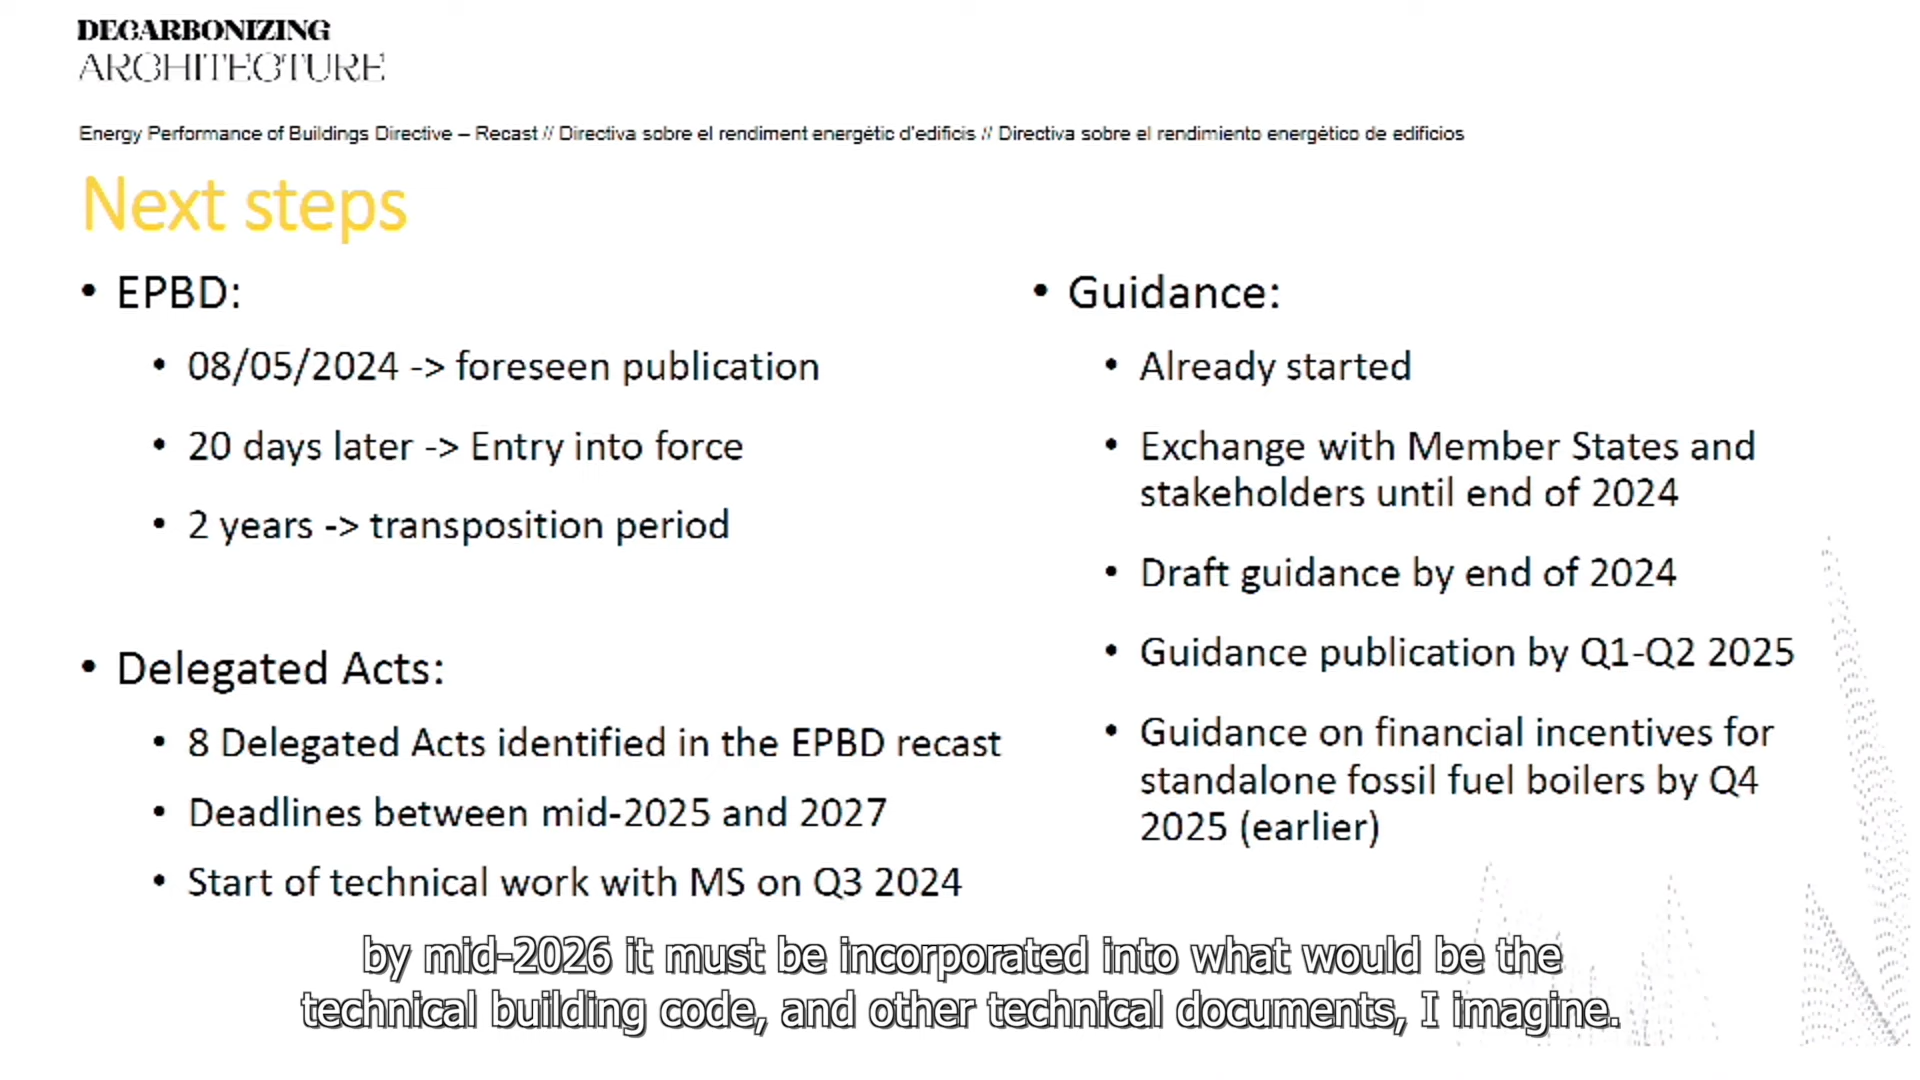 DECARBONIZING
ARCHITECTURE
Energy Performance of Buildings Directive – Recast // Directiva sobre el rendiment energètic d'edificis // Directiva sobre el rendimiento energético de edificios
Next steps
• EPBD:
• 08/05/2024 -> foreseen publication
• 20 days later -> Entry into force
• 2 years -> transposition period
• Delegated Acts:
• 8 Delegated Acts identified in the EPBD recast
• Deadlines between mid-2025 and 2027
• Start of technical work with MS on Q3 2024
• Guidance:
• Already started
• Exchange with Member States and
stakeholders until end of 2024
• Draft guidance by end of 2024
• Guidance publication by Q1-Q2 2025
• Guidance on financial incentives for
standalone fossil fuel boilers by Q4
2025 (earlier)
by mid-2026 it must be incorporated into what would be the
technical building code, and other technical documents, I imagine.